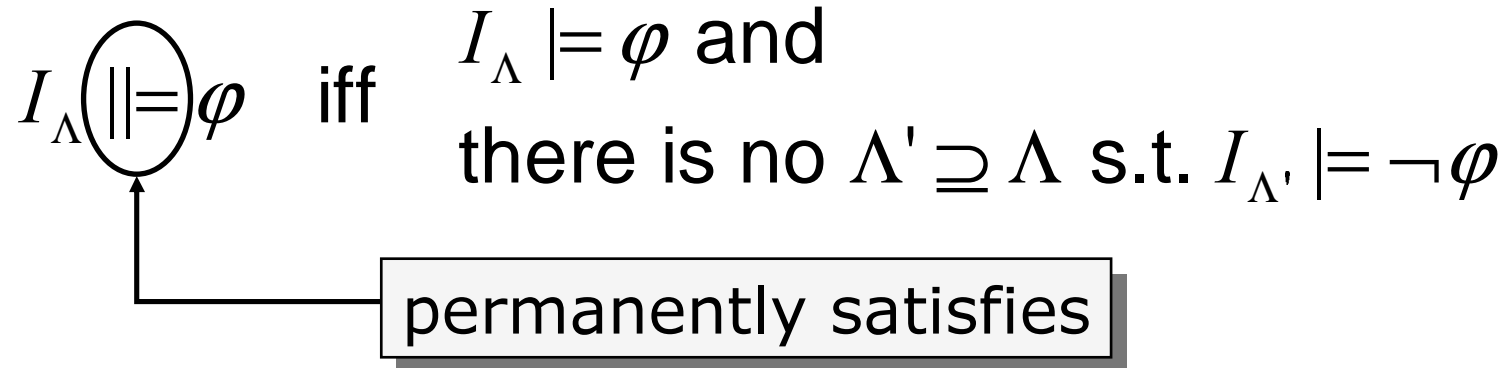 I_Λ ||= φ iff I_Λ |= φ and
there is no Λ' ⊇ Λ s.t. I_Λ' |= ¬φ
permanently satisfies